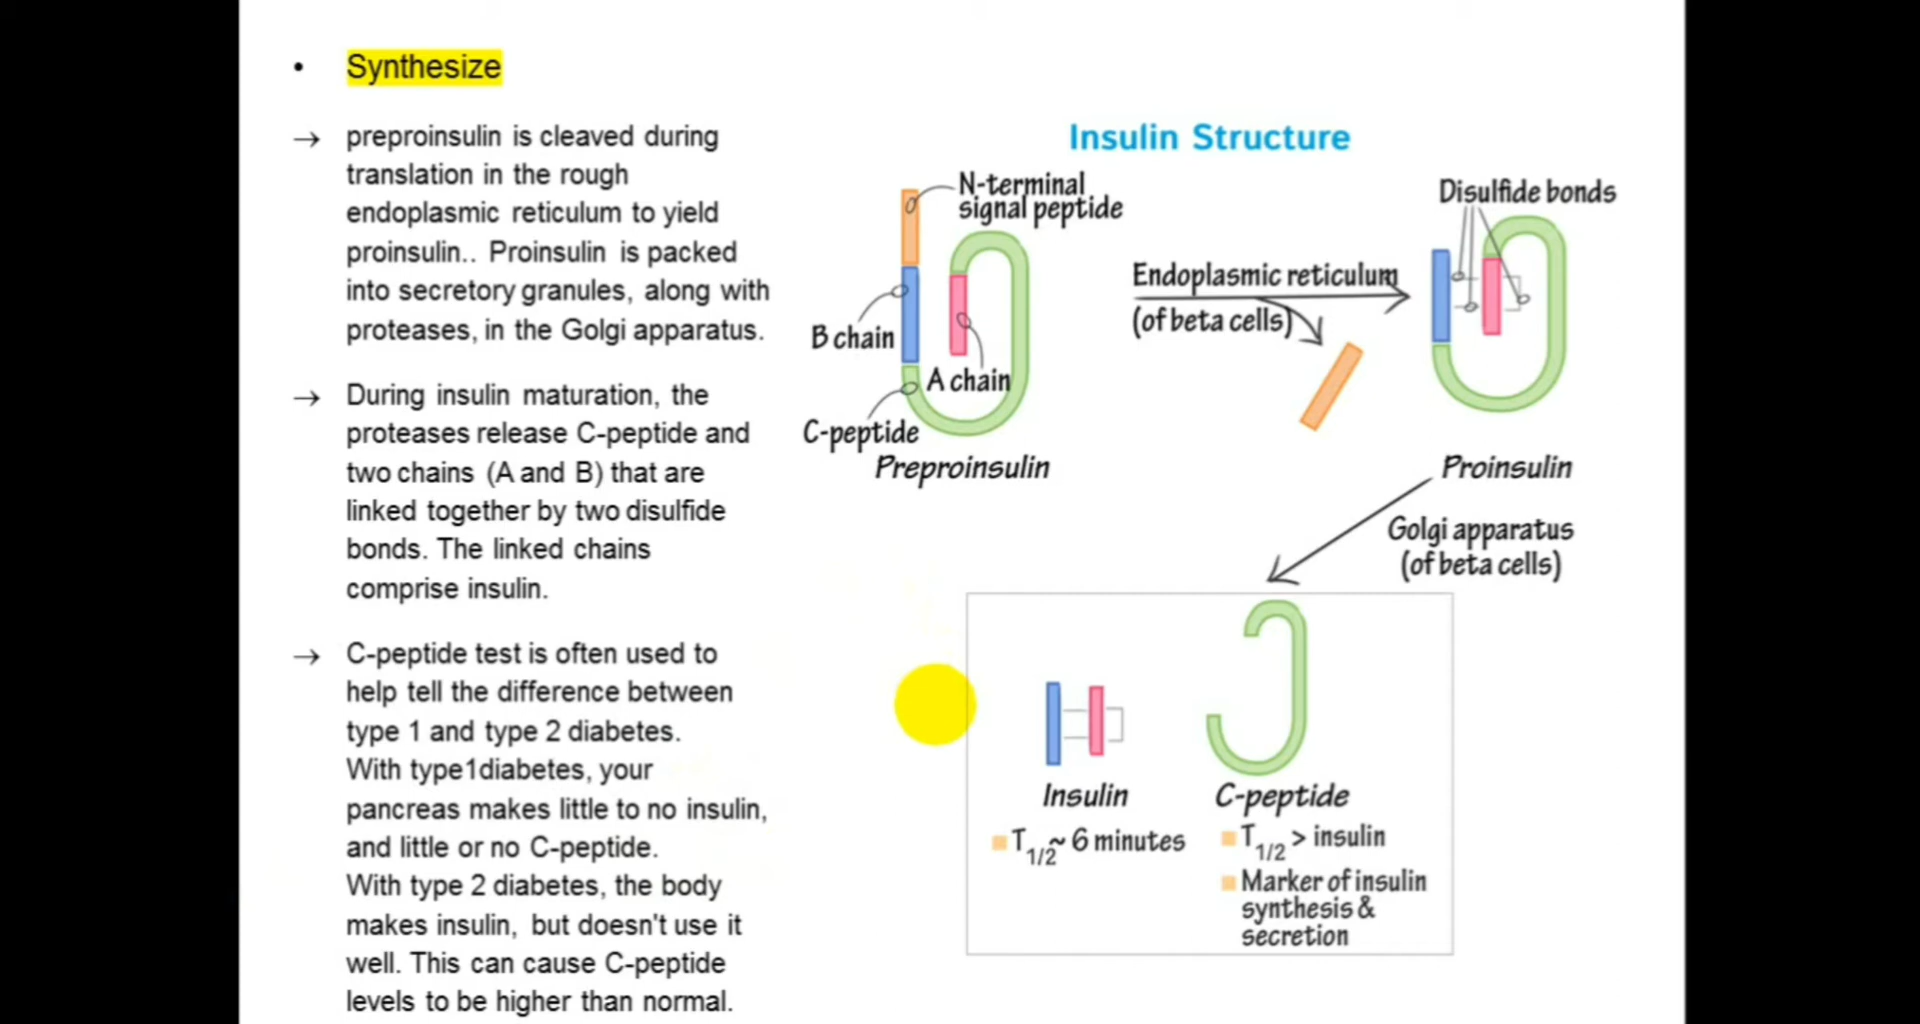 • Synthesize
→ preproinsulin is cleaved during
translation in the rough
endoplasmic reticulum to yield
proinsulin.. Proinsulin is packed
into secretory granules, along with
proteases, in the Golgi apparatus.
→ During insulin maturation, the
proteases release C-peptide and
two chains (A and B) that are
linked together by two disulfide
bonds. The linked chains
comprise insulin.
→ C-peptide test is often used to
help tell the difference between
type 1 and type 2 diabetes.
With type1diabetes, your
pancreas makes little to no insulin,
and little or no C-peptide.
With type 2 diabetes, the body
makes insulin, but doesn't use it
well. This can cause C-peptide
levels to be higher than normal.
Insulin Structure
N-terminal
signal peptide
B chain
A chain
C-peptide
Preproinsulin
Endoplasmic reticulum
(of beta cells)
Disulfide bonds
Proinsulin
Golgi apparatus
(of beta cells)
Insulin
T1/2~ 6 minutes
C-peptide
T1/2 > insulin
Marker of insulin
synthesis &
secretion